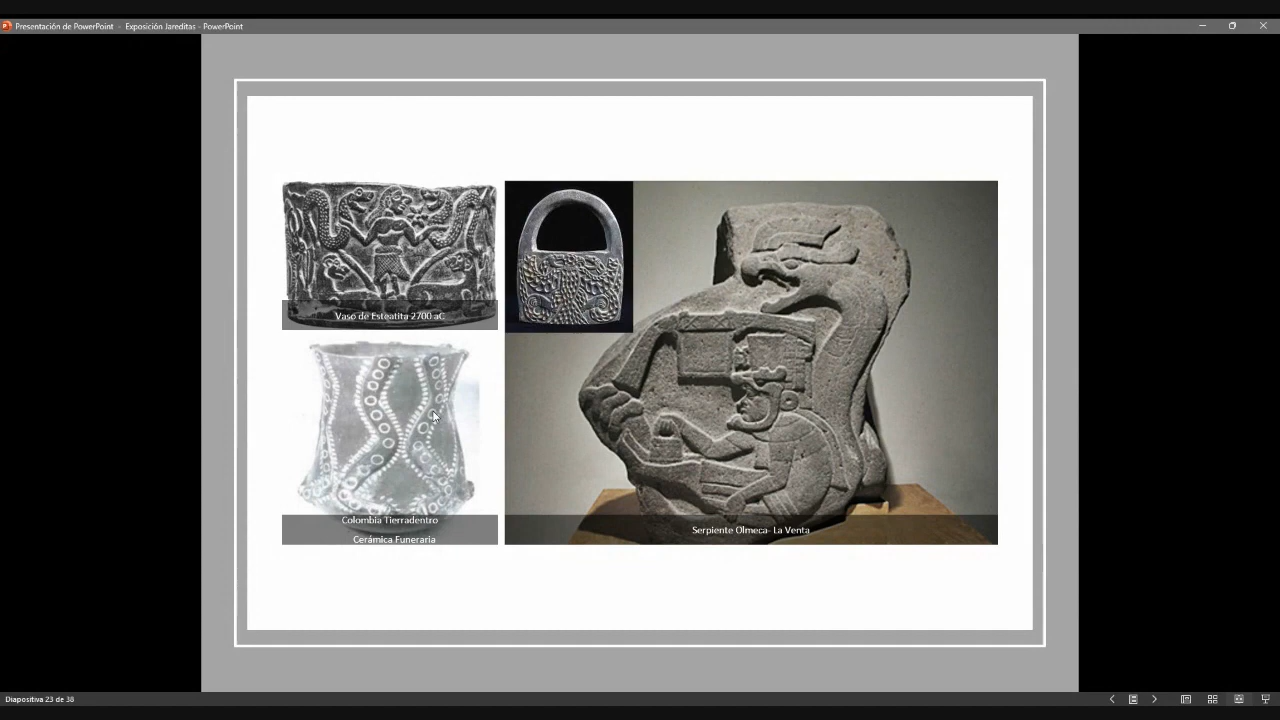 Presentación de PowerPoint - Exposición Jareditas - PowerPoint
Vaso de Esteatita 2700 aC
Colombia Tierradentro
Cerámica Funeraria
Serpiente Olmeca- La Venta
Diapositiva 23 de 38